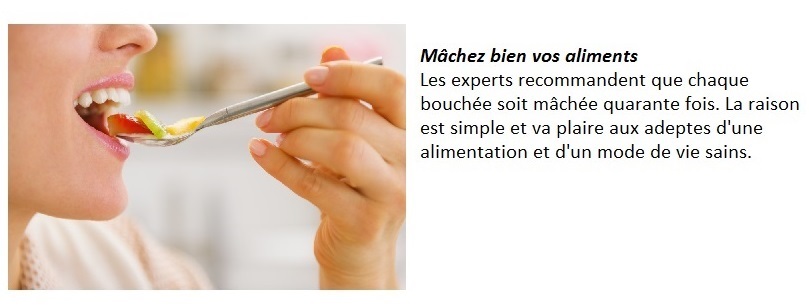 Mâchez bien vos aliments
Les experts recommandent que chaque
bouchée soit mâchée quarante fois. La raison
est simple et va plaire aux adeptes d'une
alimentation et d'un mode de vie sains.